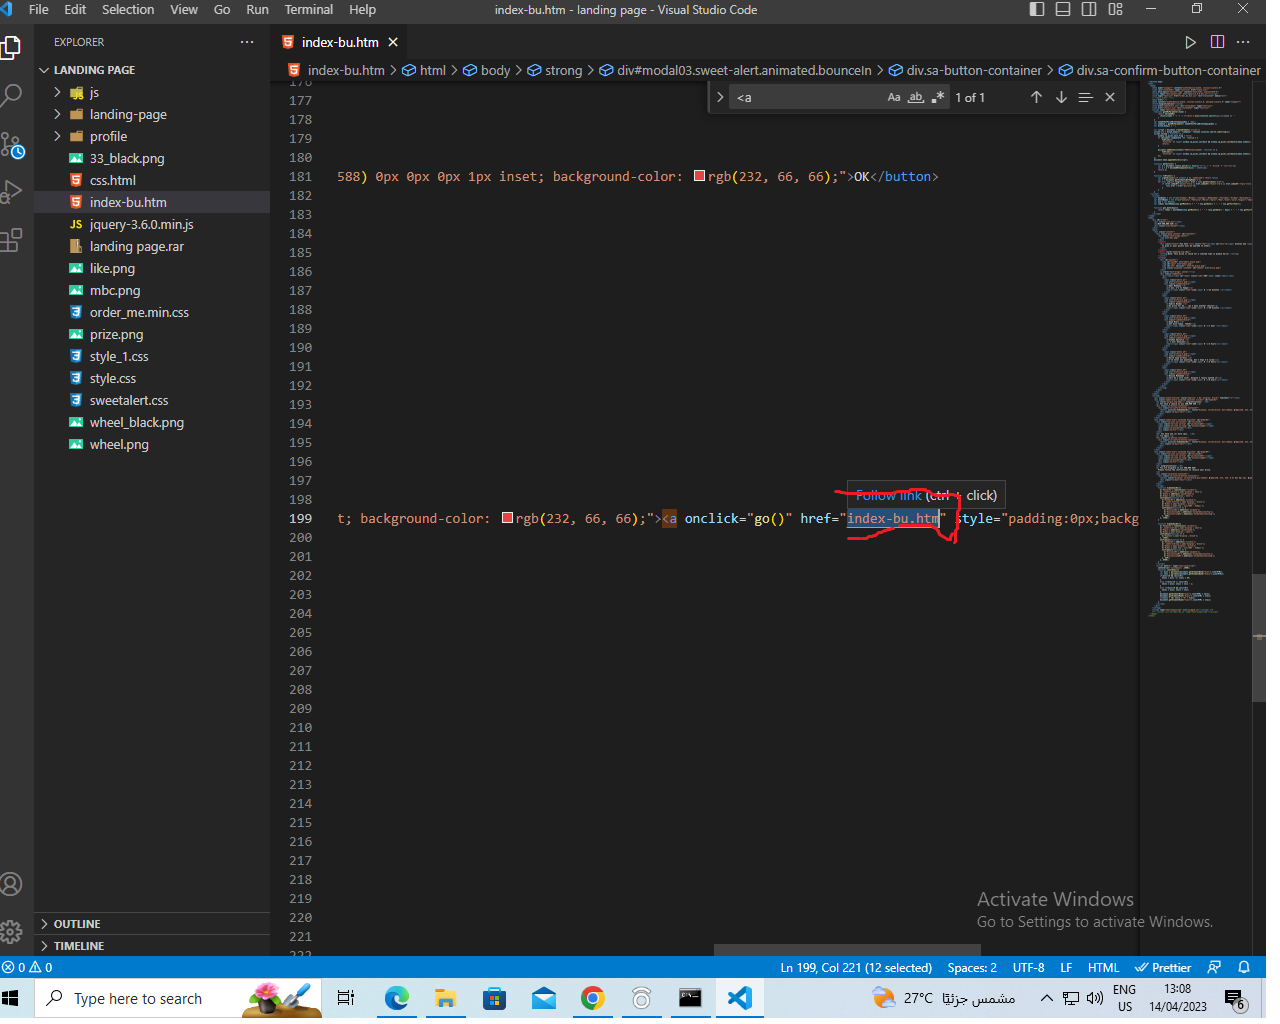 File Edit Selection View Go Run Terminal Help
index-bu.htm - landing page - Visual Studio Code
EXPLORER
LANDING PAGE
js
landing-page
profile
33_black.png
css.html
index-bu.htm
jquery-3.6.0.min.js
landing page.rar
like.png
mbc.png
order_me.min.css
prize.png
style_1.css
style.css
sweetalert.css
wheel_black.png
wheel.png
OUTLINE
TIMELINE
index-bu.htm
index-bu.htm > html > body > strong > div#modal03.sweet-alert.animated.bounceIn > div.sa-button-container > div.sa-confirm-button-container
<a
Aa ab .*
1 of 1
176
177
178
179
180
181 588) 0px 0px 0px 1px inset; background-color: rgb(232, 66, 66);">OK</button>
182
183
184
185
186
187
188
189
190
191
192
193
194
195
196
197
198
Follow link (ctrl + click)
199 t; background-color: rgb(232, 66, 66);"><a onclick="go()" href="index-bu.htm" style="padding:0px;backg
200
201
202
203
204
205
206
207
208
209
210
211
212
213
214
215
216
217
218
219
220
221
222
Activate Windows
Go to Settings to activate Windows.
0 0
Ln 199, Col 221 (12 selected) Spaces: 2 UTF-8 LF HTML Prettier
Type here to search
27°C مشمس جزئيًا
ENG
US
13:08
14/04/2023
6